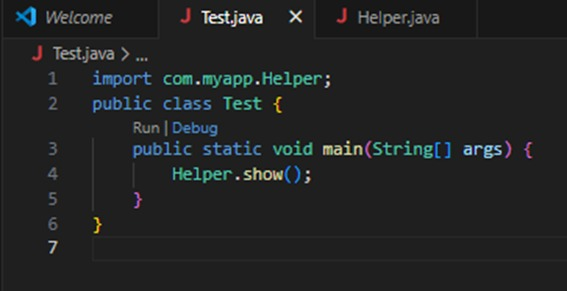 Welcome Test.java Helper.java
Test.java > ...
1 import com.myapp.Helper;
2 public class Test {
Run | Debug
3 public static void main(String[] args) {
4 Helper.show();
5 }
6 }
7